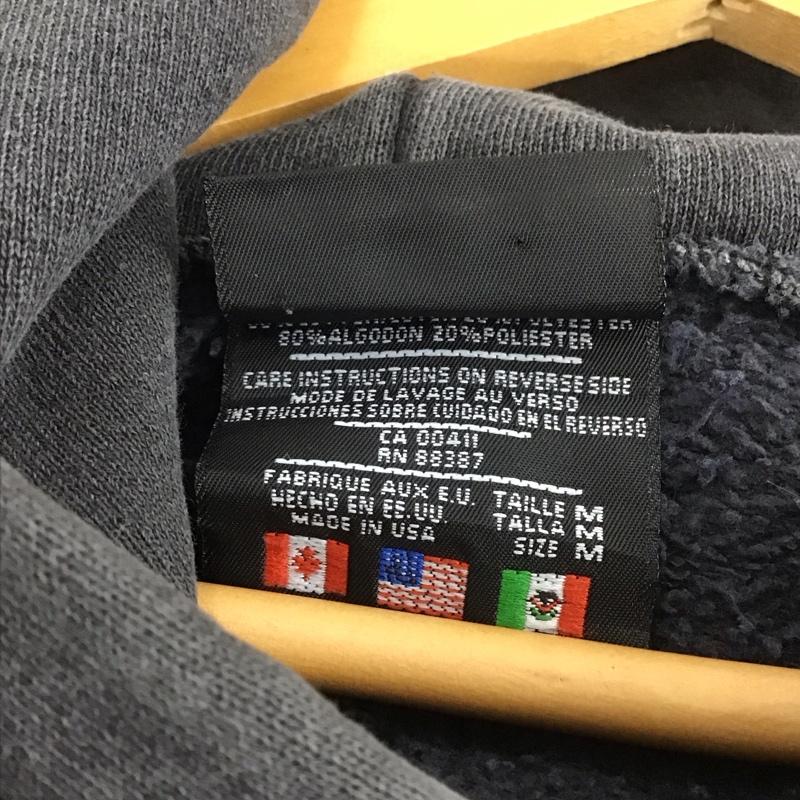 80%ALGODON 20%POLIESTER
CARE INSTRUCTIONS ON REVERSE SIDE
MODE DE LAVAGE AU VERSO
INSTRUCCIONES SOBRE CUIDADO EN EL REVERSO
CA 00411
RN 88387
FABRIQUE AUX E.U.
HECHO EN EE.UU.
MADE IN USA
TAILLE M
TALLA M
SIZE M